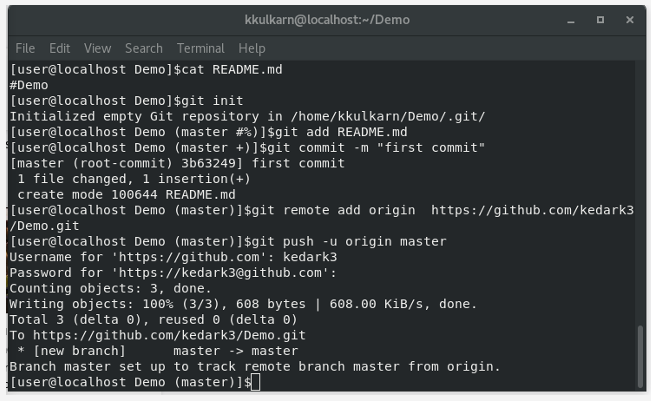 kkulkarn@localhost:~/Demo
File Edit View Search Terminal Help
[user@localhost Demo]$cat README.md
#Demo
[user@localhost Demo]$git init
Initialized empty Git repository in /home/kkulkarn/Demo/.git/
[user@localhost Demo (master #%)]$git add README.md
[user@localhost Demo (master +)]$git commit -m "first commit"
[master (root-commit) 3b63249] first commit
 1 file changed, 1 insertion(+)
 create mode 100644 README.md
[user@localhost Demo (master)]$git remote add origin  https://github.com/kedark3
/Demo.git
[user@localhost Demo (master)]$git push -u origin master
Username for 'https://github.com': kedark3
Password for 'https://kedark3@github.com':
Counting objects: 3, done.
Writing objects: 100% (3/3), 608 bytes | 608.00 KiB/s, done.
Total 3 (delta 0), reused 0 (delta 0)
To https://github.com/kedark3/Demo.git
 * [new branch]      master -> master
Branch master set up to track remote branch master from origin.
[user@localhost Demo (master)]$